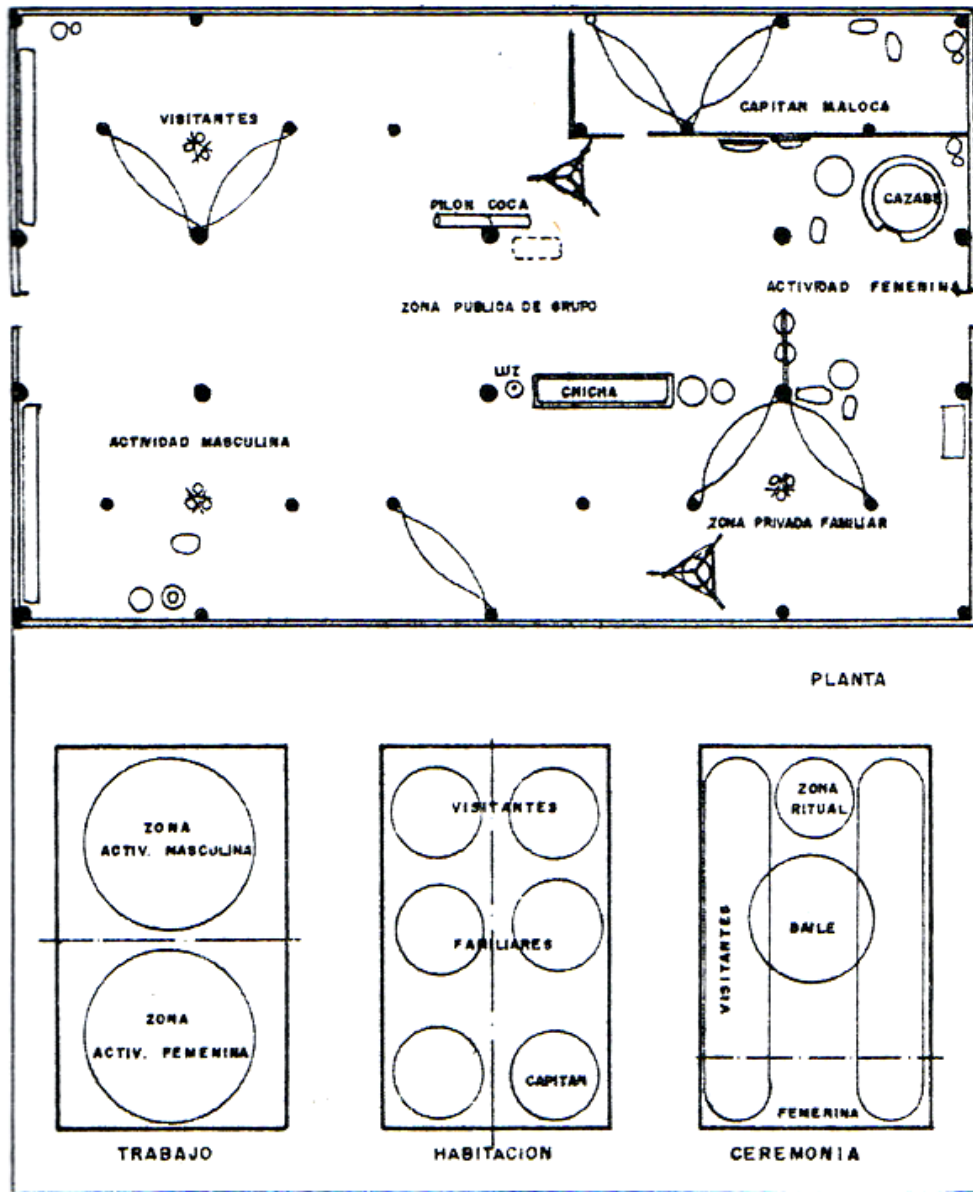 CAPITAN MALOCA
VISITANTES
PILON COCA
CAZABE
ACTIVIDAD FEMENINA
ZONA PUBLICA DE GRUPO
LUZ
CHICHA
ACTIVIDAD MASCULINA
ZONA PRIVADA FAMILIAR
PLANTA
ZONA
ACTIV. MASCULINA
ZONA
ACTIV. FEMENINA
TRABAJO
VISITANTES
FAMILIARES
CAPITAN
HABITACION
ZONA
RITUAL
BAILE
VISITANTES
FEMERINA
CEREMONIA